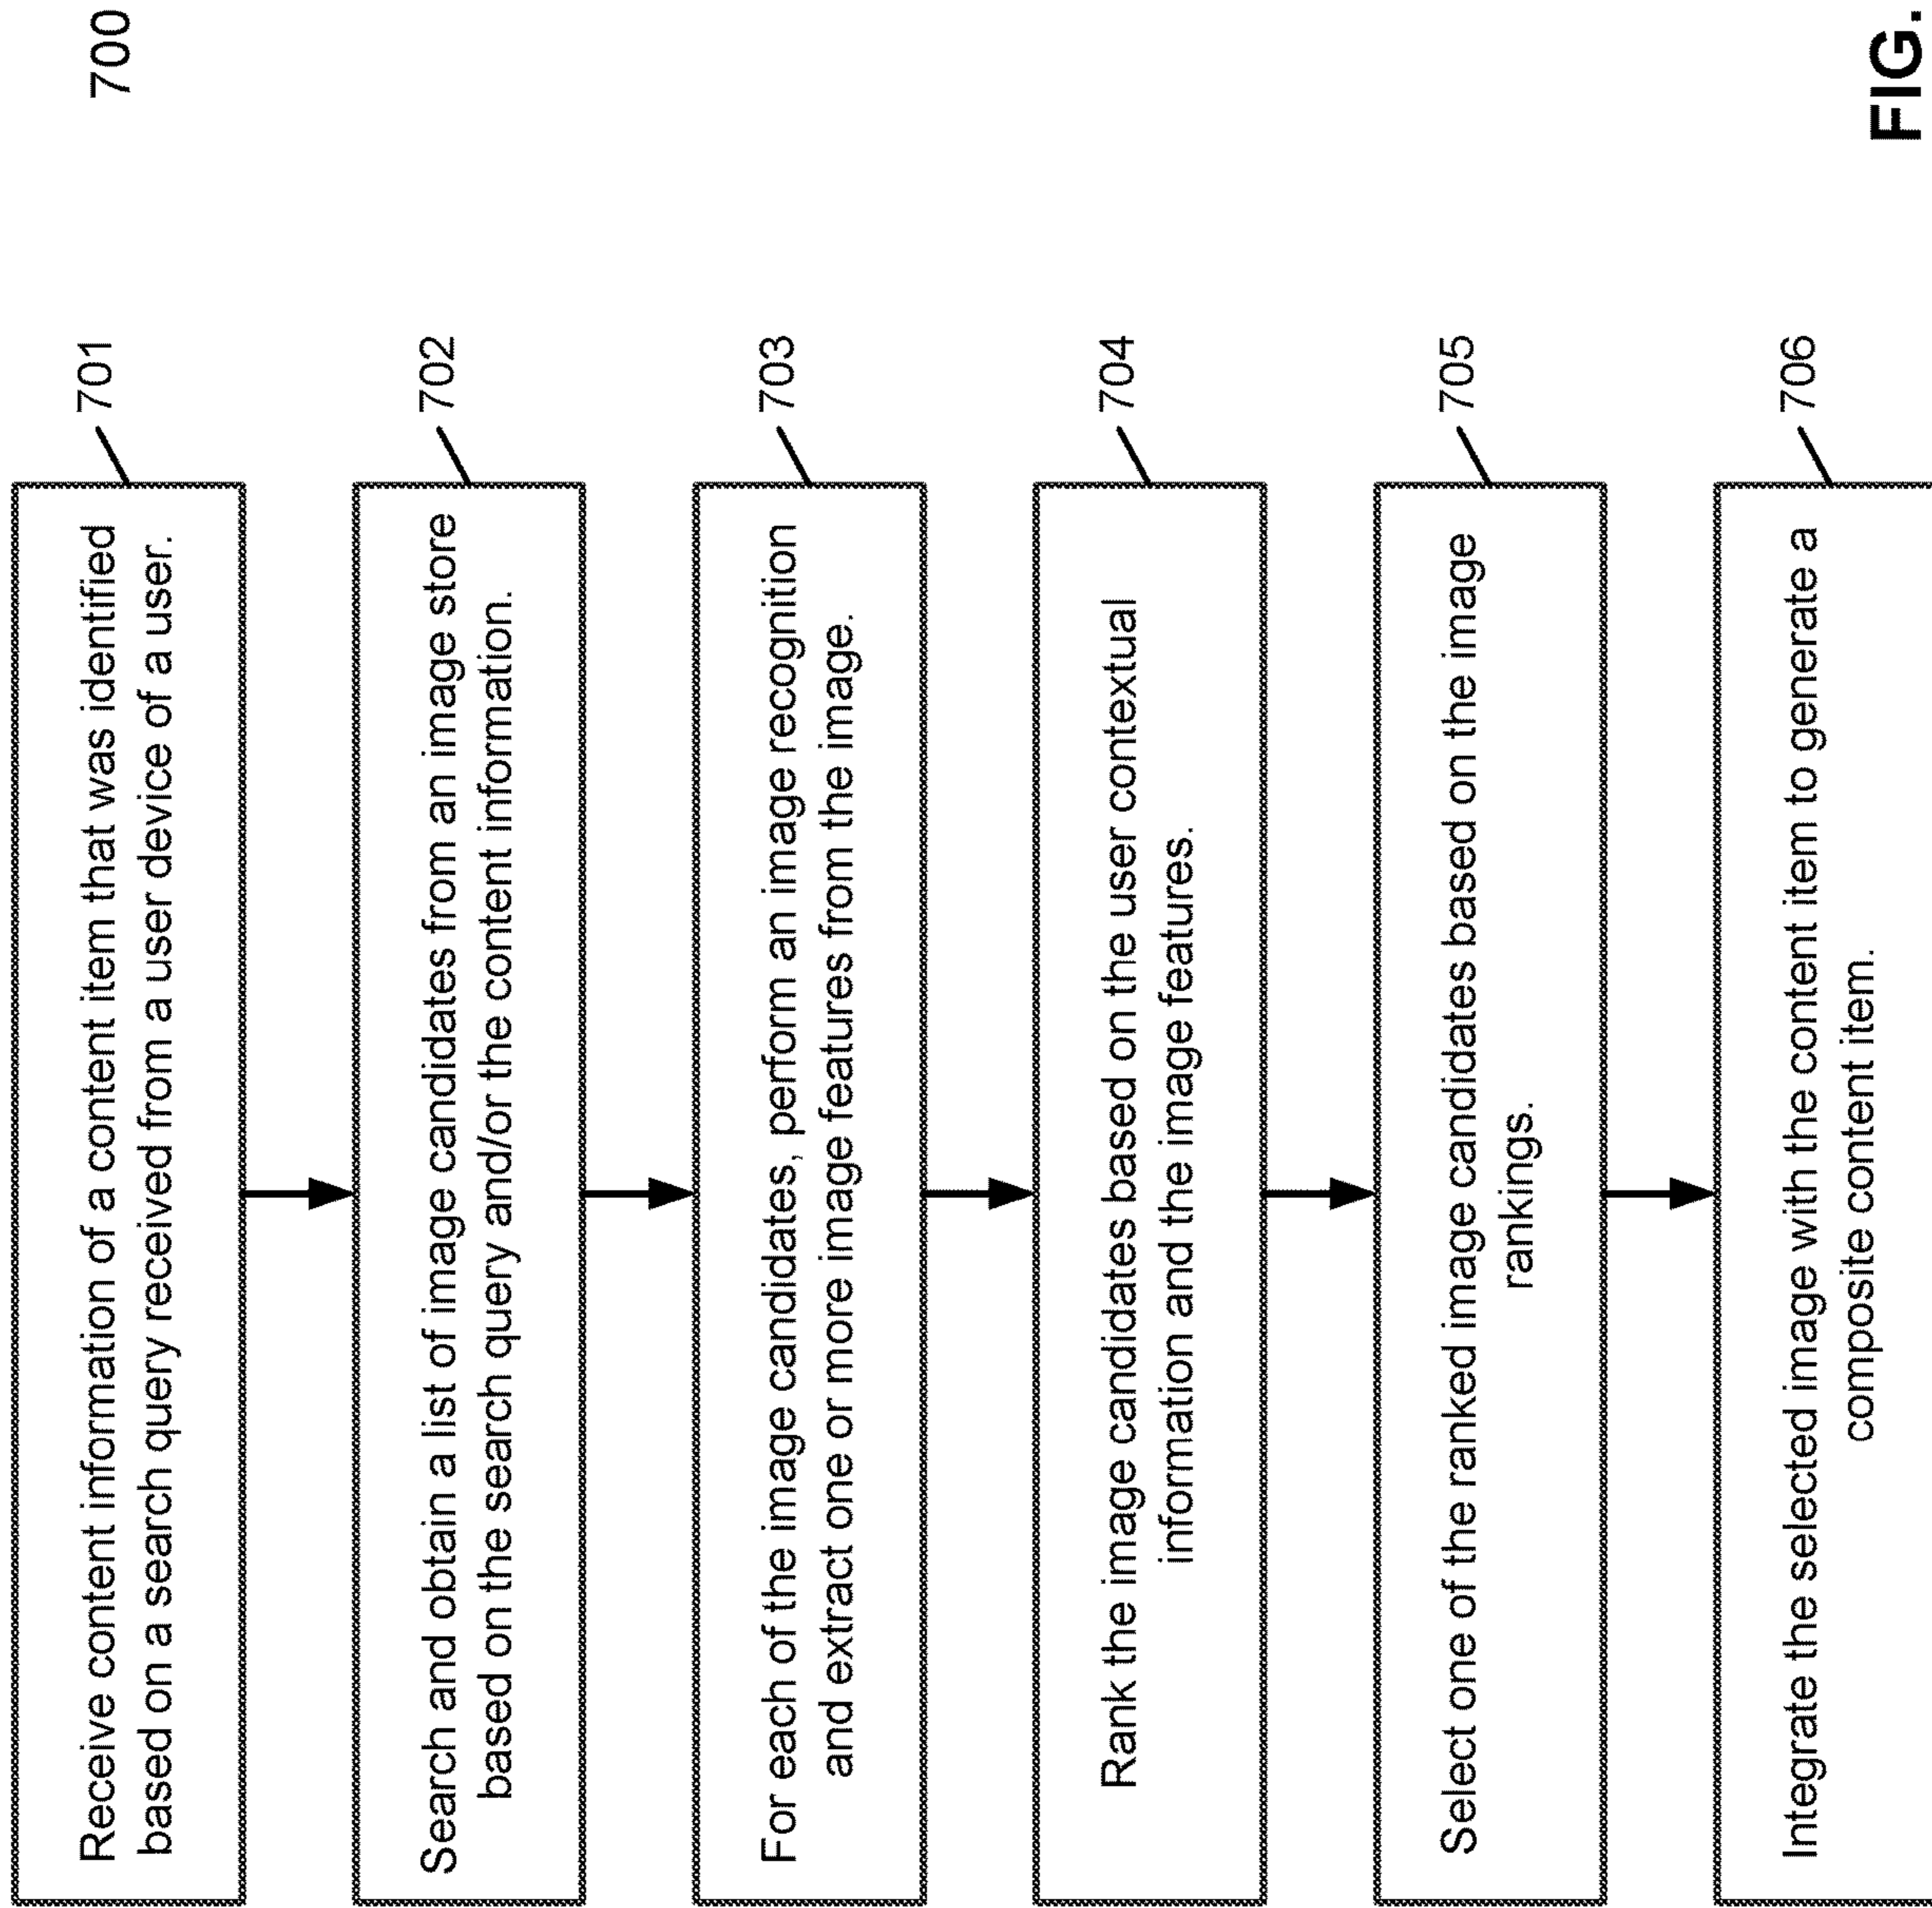 700
Receive content information of a content item that was identified
based on a search query received from a user device of a user.
701
Search and obtain a list of image candidates from an image store
based on the search query and/or the content information.
702
For each of the image candidates, perform an image recognition
and extract one or more image features from the image.
703
Rank the image candidates based on the user contextual
information and the image features.
704
Select one of the ranked image candidates based on the image
rankings.
705
Integrate the selected image with the content item to generate a
composite content item.
706
FIG.